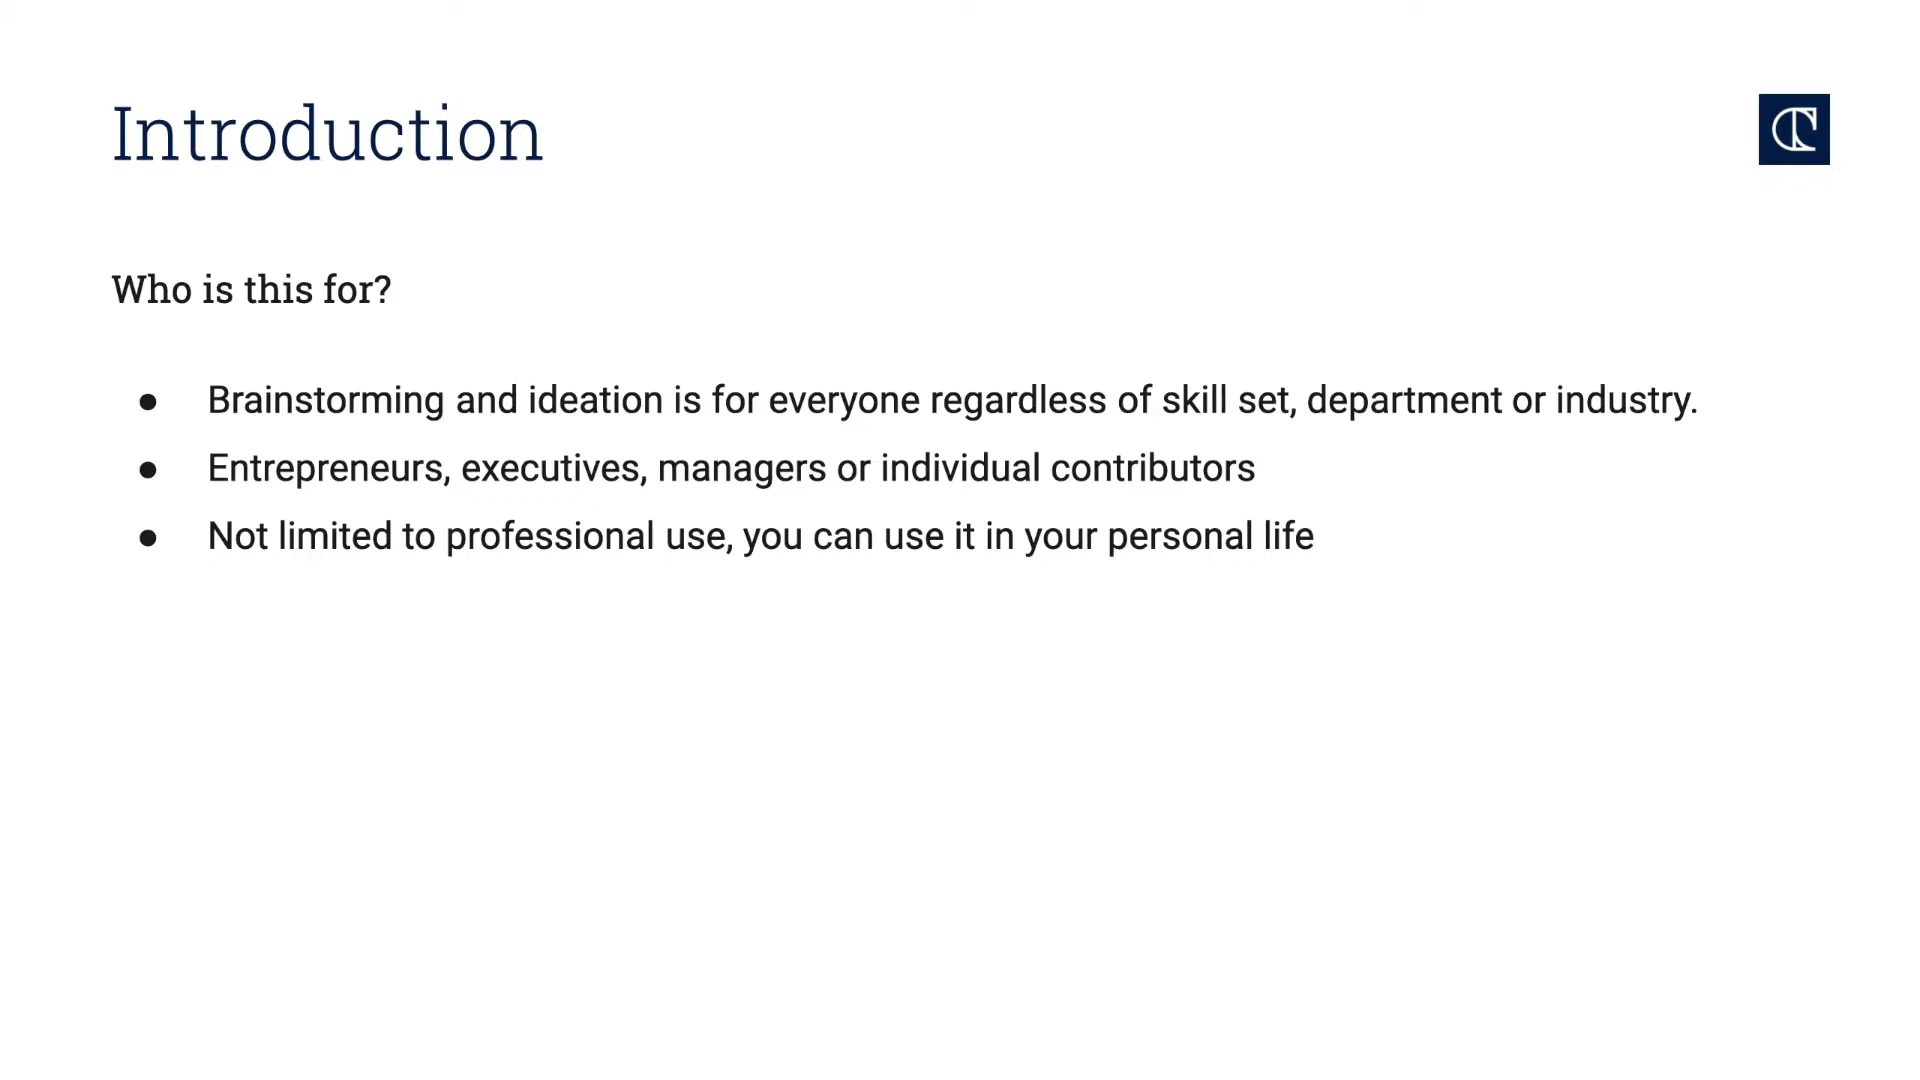 Introduction
Who is this for?
● Brainstorming and ideation is for everyone regardless of skill set, department or industry.
● Entrepreneurs, executives, managers or individual contributors
● Not limited to professional use, you can use it in your personal life